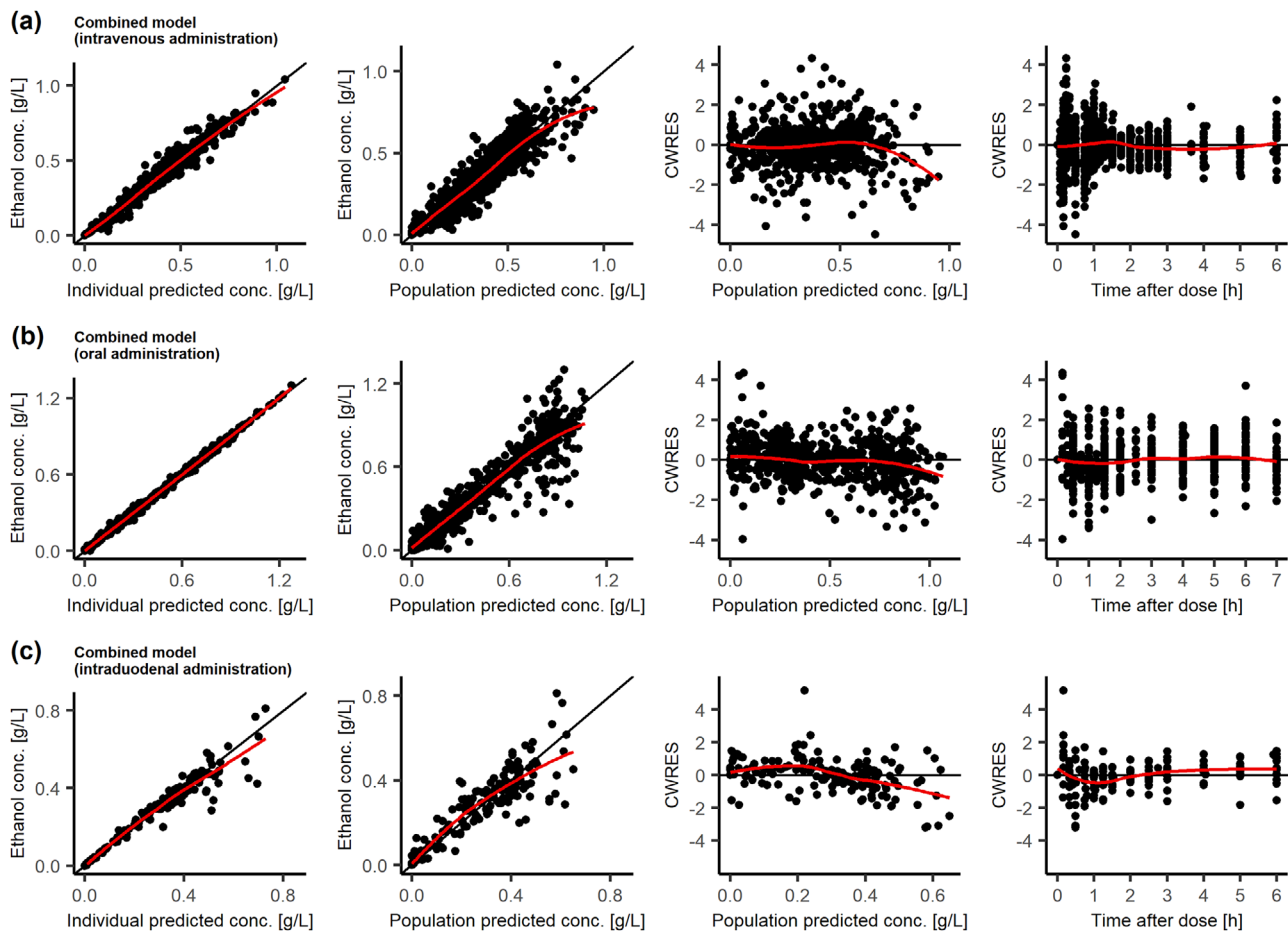 (a)
Combined model
(intravenous administration)
Ethanol conc. [g/L]
1.0
0.5
0.0
0.0 0.5 1.0
Individual predicted conc. [g/L]
Ethanol conc. [g/L]
1.0
0.5
0.0
0.0 0.5 1.0
Population predicted conc. [g/L]
CWRES
4
2
0
-2
-4
0.00 0.25 0.50 0.75 1.00
Population predicted conc. [g/L]
CWRES
4
2
0
-2
-4
0 1 2 3 4 5 6
Time after dose [h]
(b)
Combined model
(oral administration)
Ethanol conc. [g/L]
1.2
0.6
0.0
0.0 0.6 1.2
Individual predicted conc. [g/L]
Ethanol conc. [g/L]
1.2
0.6
0.0
0.0 0.6 1.2
Population predicted conc. [g/L]
CWRES
4
2
0
-2
-4
0.0 0.5 1.0
Population predicted conc. [g/L]
CWRES
4
2
0
-2
-4
0 1 2 3 4 5 6 7
Time after dose [h]
(c)
Combined model
(intraduodenal administration)
Ethanol conc. [g/L]
0.8
0.4
0.0
0.0 0.4 0.8
Individual predicted conc. [g/L]
Ethanol conc. [g/L]
0.8
0.4
0.0
0.0 0.4 0.8
Population predicted conc. [g/L]
CWRES
4
2
0
-2
-4
0.0 0.2 0.4 0.6
Population predicted conc. [g/L]
CWRES
4
2
0
-2
-4
0 1 2 3 4 5 6
Time after dose [h]